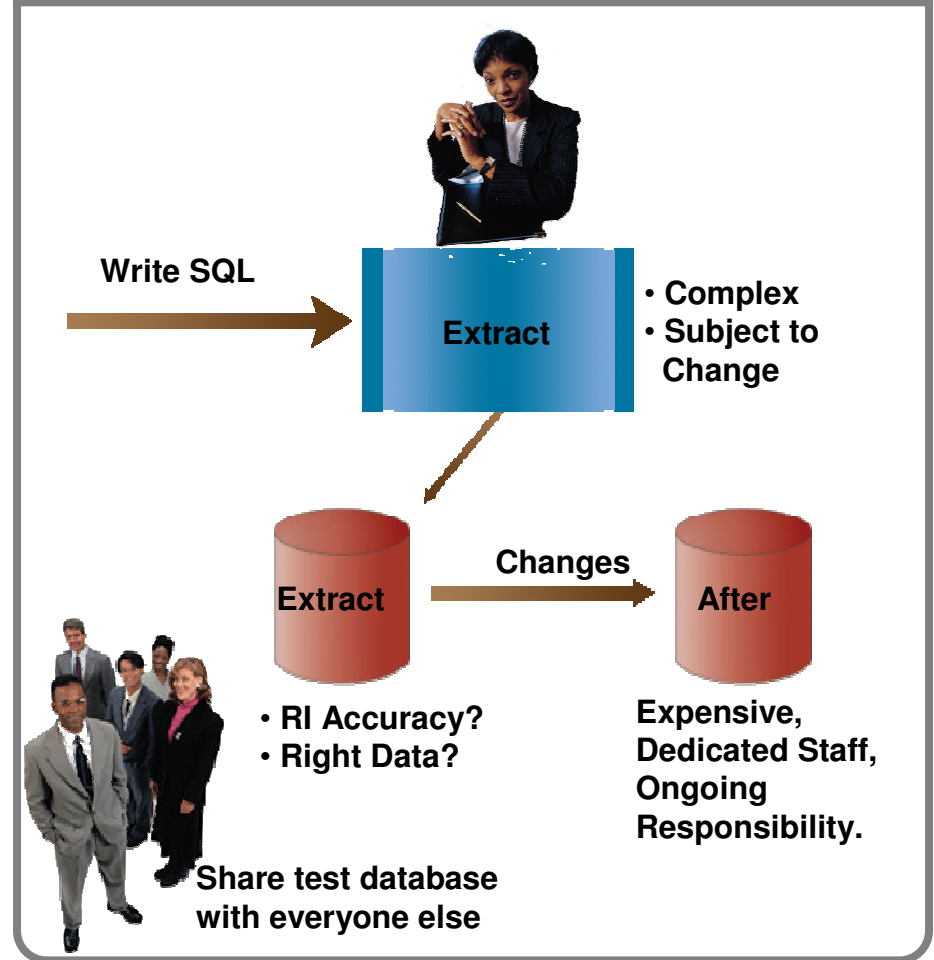 Write SQL
Extract
• Complex
• Subject to
Change
Extract
Changes
After
• RI Accuracy?
• Right Data?
Expensive,
Dedicated Staff,
Ongoing
Responsibility.
Share test database
with everyone else